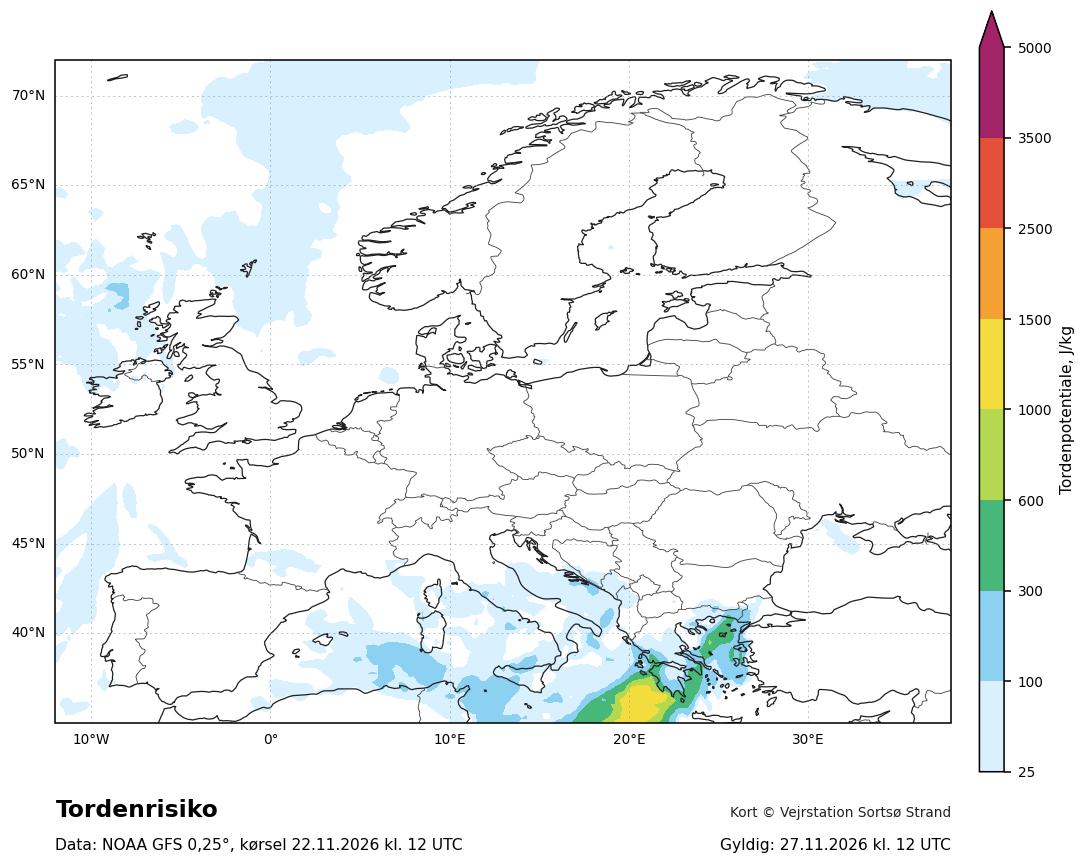 70°N
65°N
60°N
55°N
50°N
45°N
40°N
10°W
0°
10°E
20°E
30°E
5000
3500
2500
1500
1000
600
300
100
25
Tordenpotentiale, J/kg
Tordenrisiko
Kort © Vejrstation Sortsø Strand
Data: NOAA GFS 0,25°, kørsel 22.11.2026 kl. 12 UTC
Gyldig: 27.11.2026 kl. 12 UTC